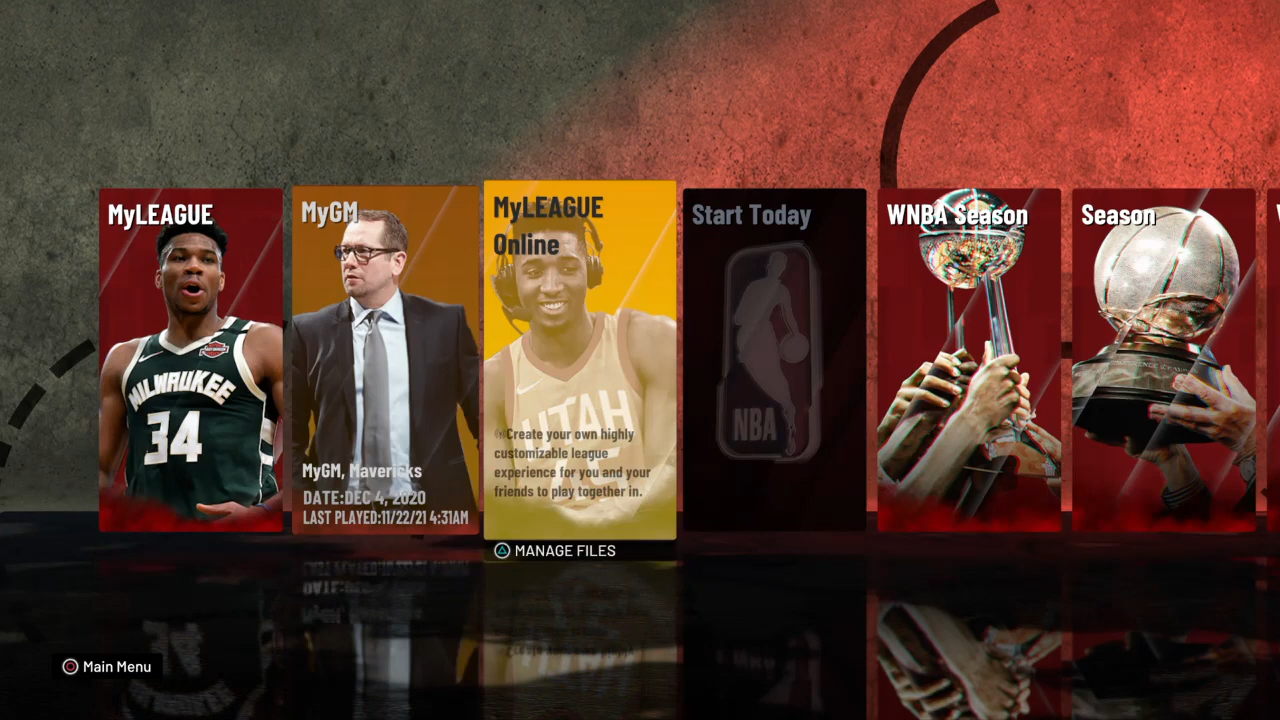 MyLEAGUE
MILWAUKEE
34
MyGM
MyGM, Mavericks
DATE:DEC 4, 2020
LAST PLAYED:11/22/21 4:31AM
MyLEAGUE
Online
UTAH
Create your own highly
customizable league
experience for you and your
friends to play together in.
MANAGE FILES
Start Today
NBA
WNBA Season
Season
Main Menu